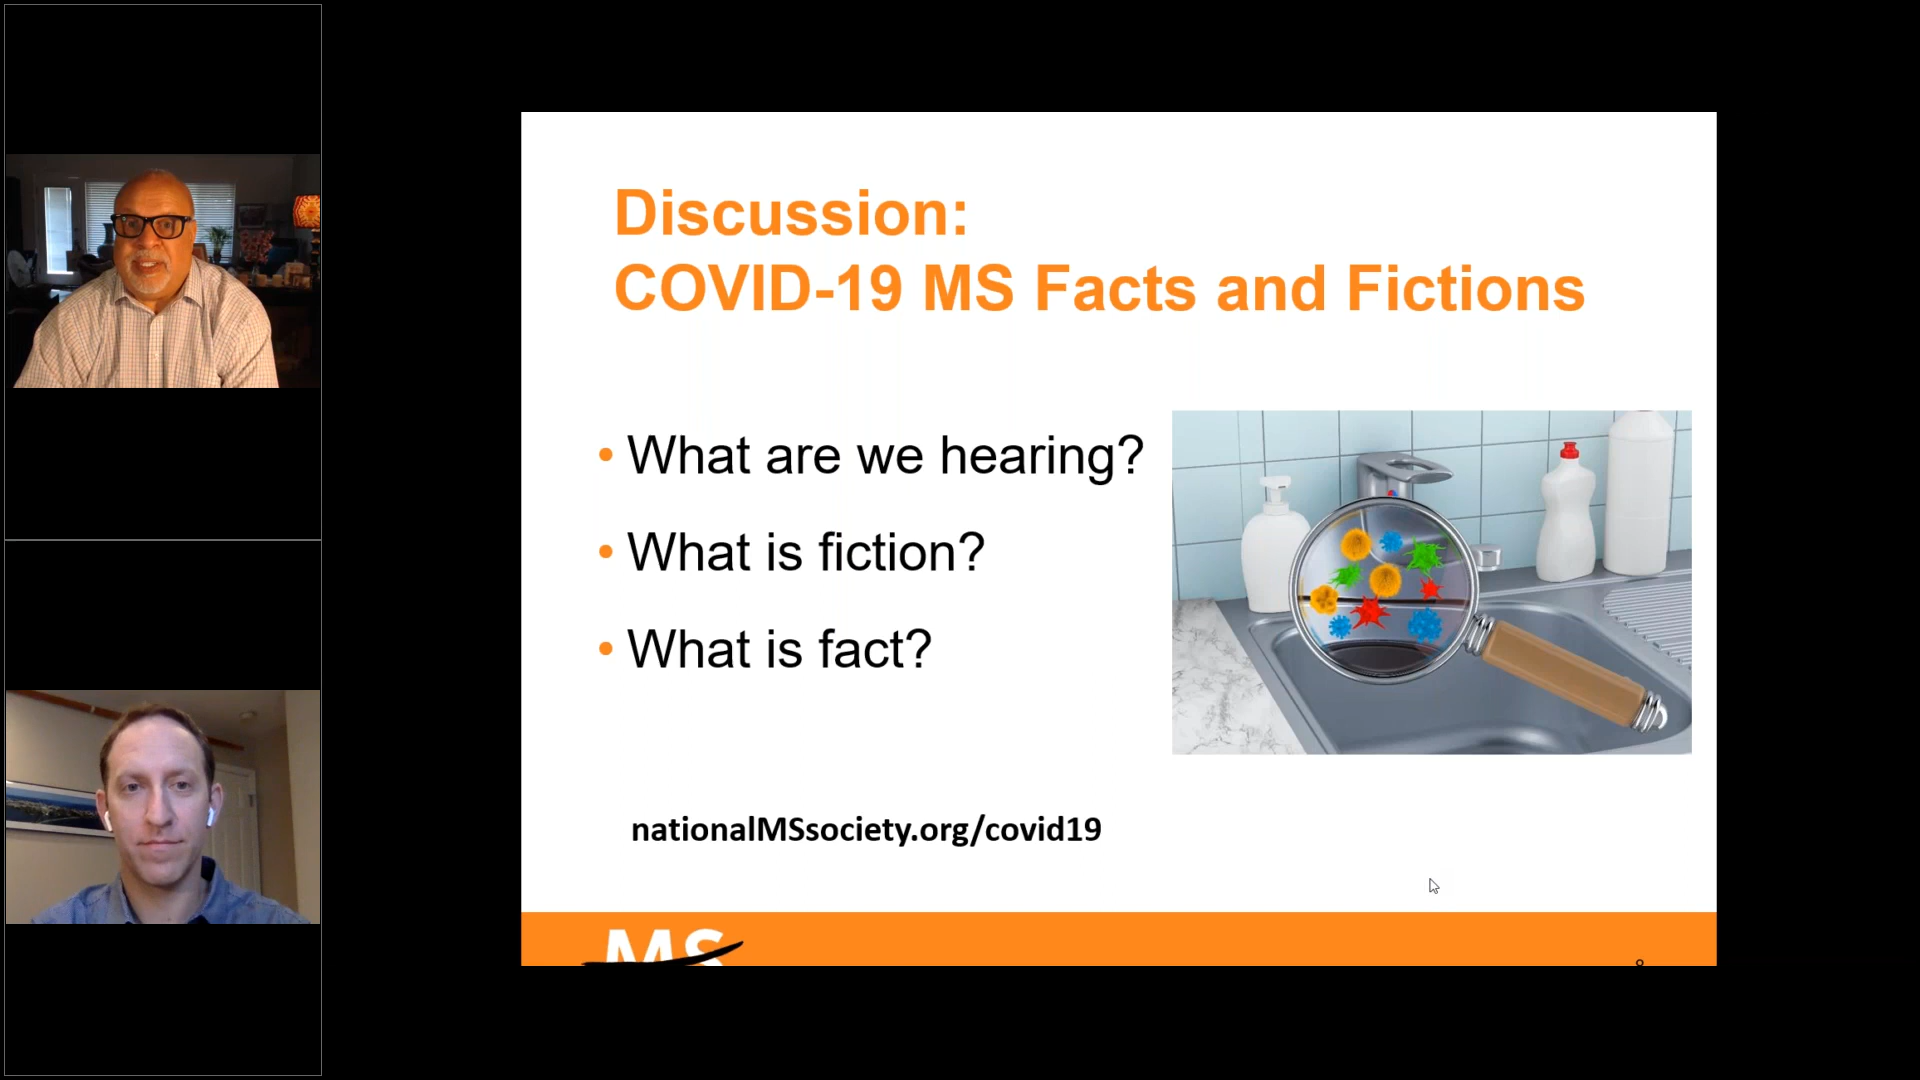 Discussion:
COVID-19 MS Facts and Fictions
• What are we hearing?
• What is fiction?
• What is fact?
nationalMSsociety.org/covid19
MS